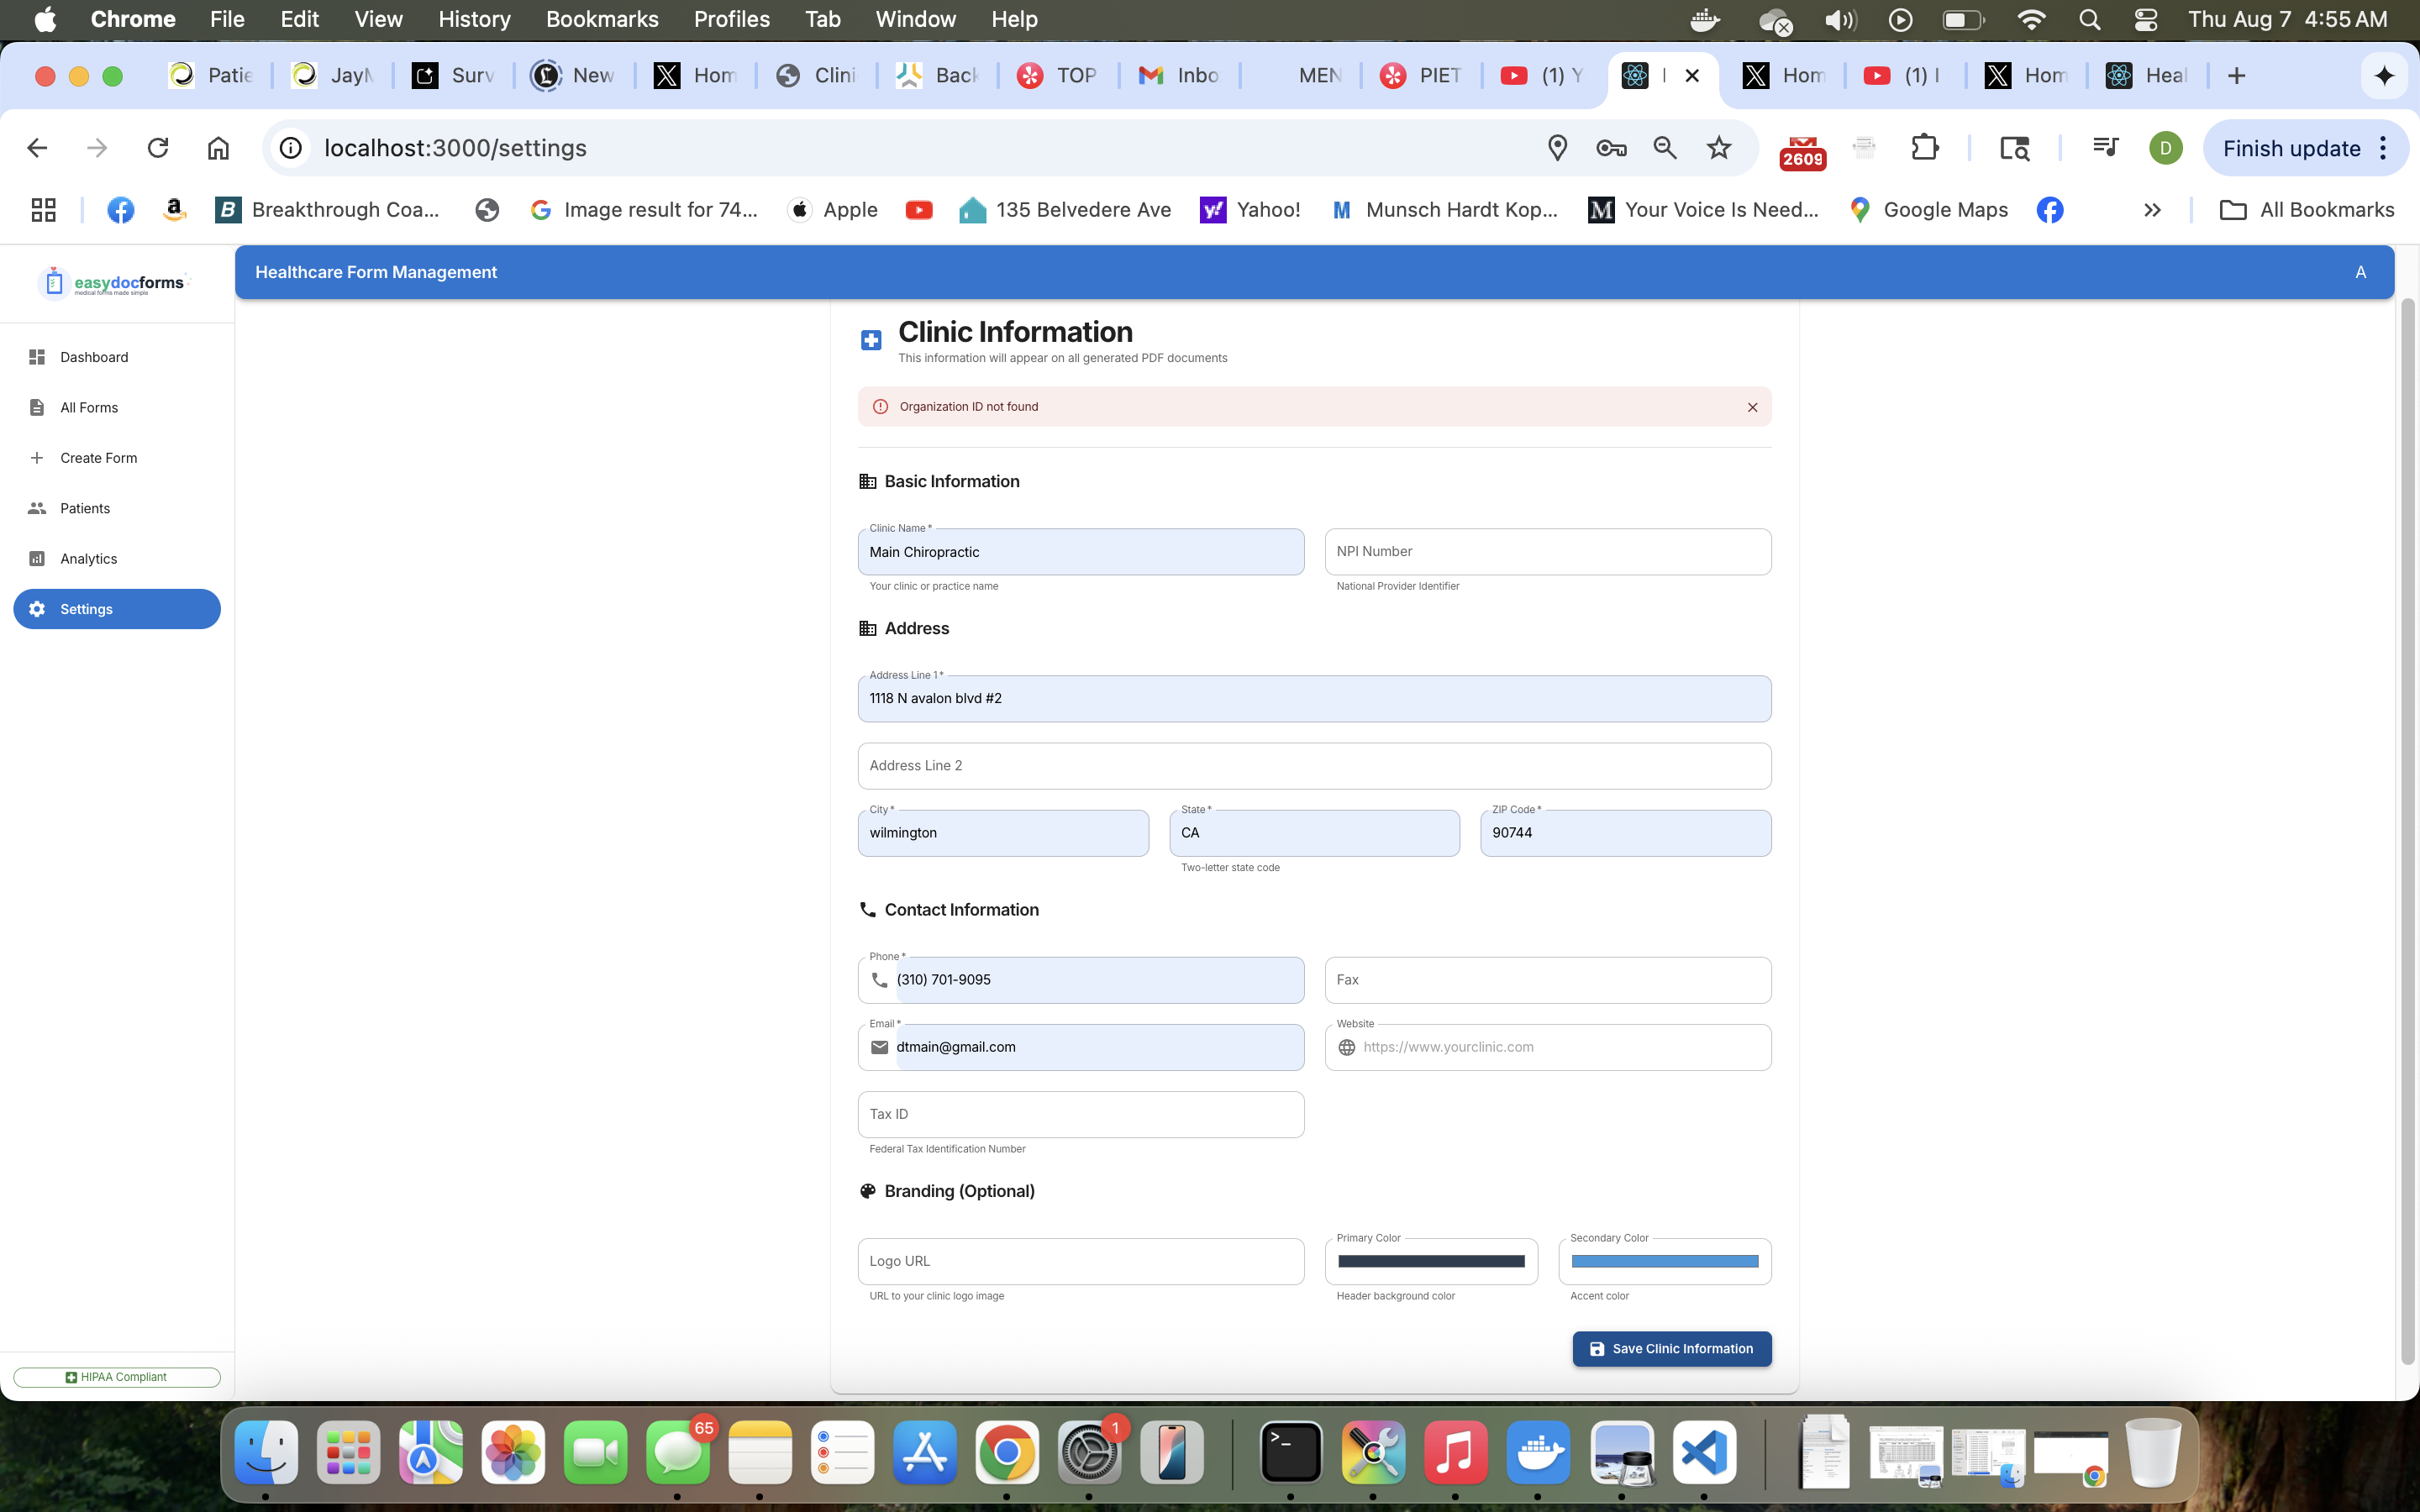 Chrome File Edit View History Bookmarks Profiles Tab Window Help Thu Aug 7 4:55 AM
Patie JayM Surv New Hom Clini Back TOP Inbo MEN PIET (1) Y Hom (1) I Hom Heal
localhost:3000/settings 2609 D Finish update
B Breakthrough Coa... Image result for 74... Apple 135 Belvedere Ave Yahoo! M Munsch Hardt Kop... Your Voice Is Need... Google Maps All Bookmarks
easydocforms
medical forms made simple
Healthcare Form Management A
Dashboard
All Forms
Create Form
Patients
Analytics
Settings
HIPAA Compliant
Clinic Information
This information will appear on all generated PDF documents
Organization ID not found
Basic Information
Clinic Name *
Main Chiropractic
NPI Number
Your clinic or practice name
National Provider Identifier
Address
Address Line 1 *
1118 N avalon blvd #2
Address Line 2
City * State * ZIP Code *
wilmington CA 90744
Two-letter state code
Contact Information
Phone *
(310) 701-9095
Fax
Email *
dtmain@gmail.com
Website
https://www.yourclinic.com
Tax ID
Federal Tax Identification Number
Branding (Optional)
Logo URL
Primary Color
Secondary Color
URL to your clinic logo image
Header background color
Accent color
Save Clinic Information
65
1